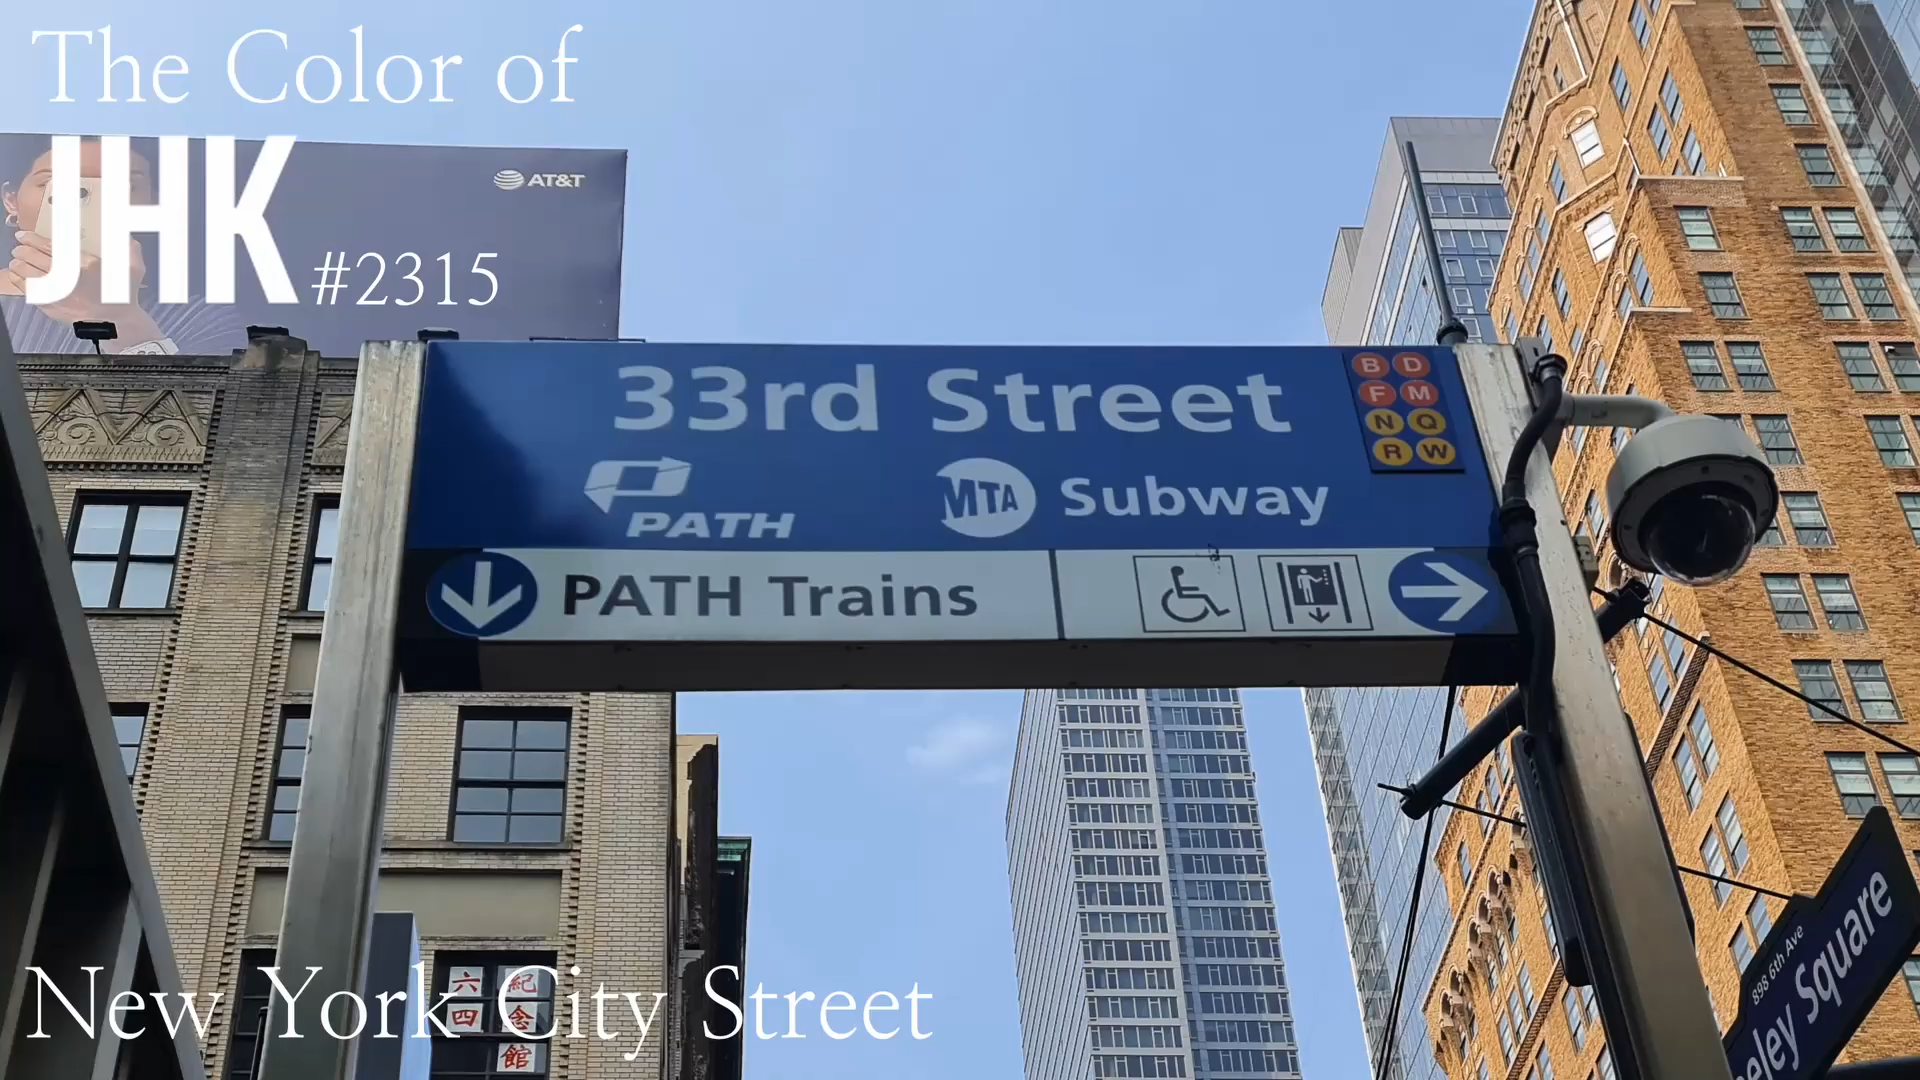 The Color of
JHK #2315
AT&T
33rd Street
B D
F M
N Q
R W
PATH
MTA Subway
PATH Trains
898 6th Ave
eeley Square
New York City Street
六 紀
四 念
館